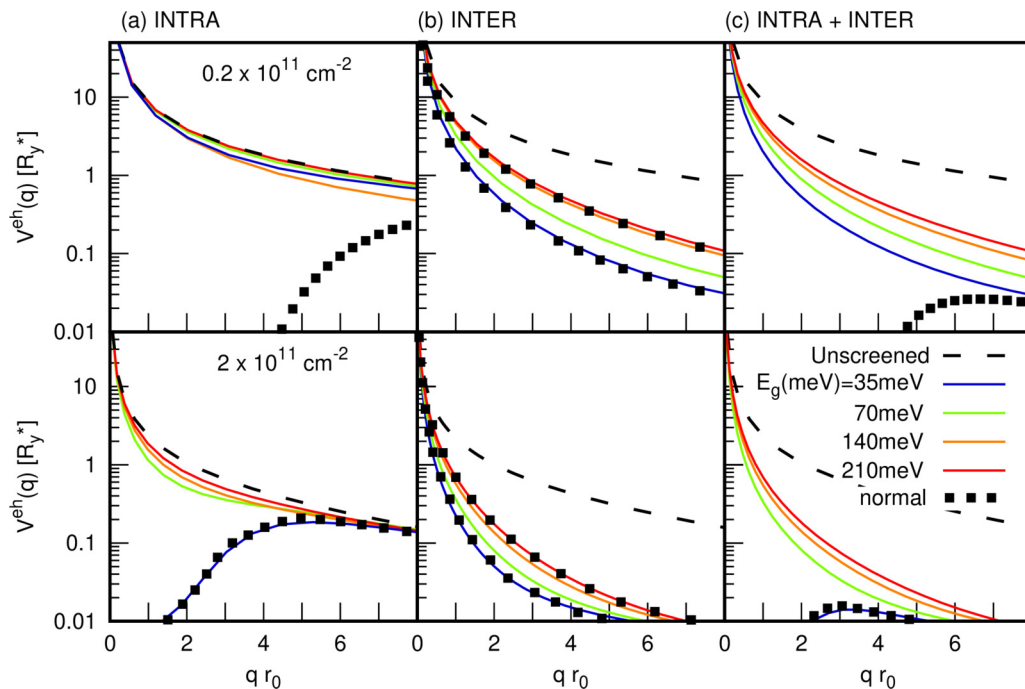 (a) INTRA
(b) INTER
(c) INTRA + INTER
V^eh(q) [R_y^*]
10
1
0.1
0.01
0.2 x 10^11 cm^-2
V^eh(q) [R_y^*]
10
1
0.1
0.01
2 x 10^11 cm^-2
Unscreened
E_g(meV)=35meV
70meV
140meV
210meV
normal
0 2 4 6
0 2 4 6
0 2 4 6
q r_0
q r_0
q r_0